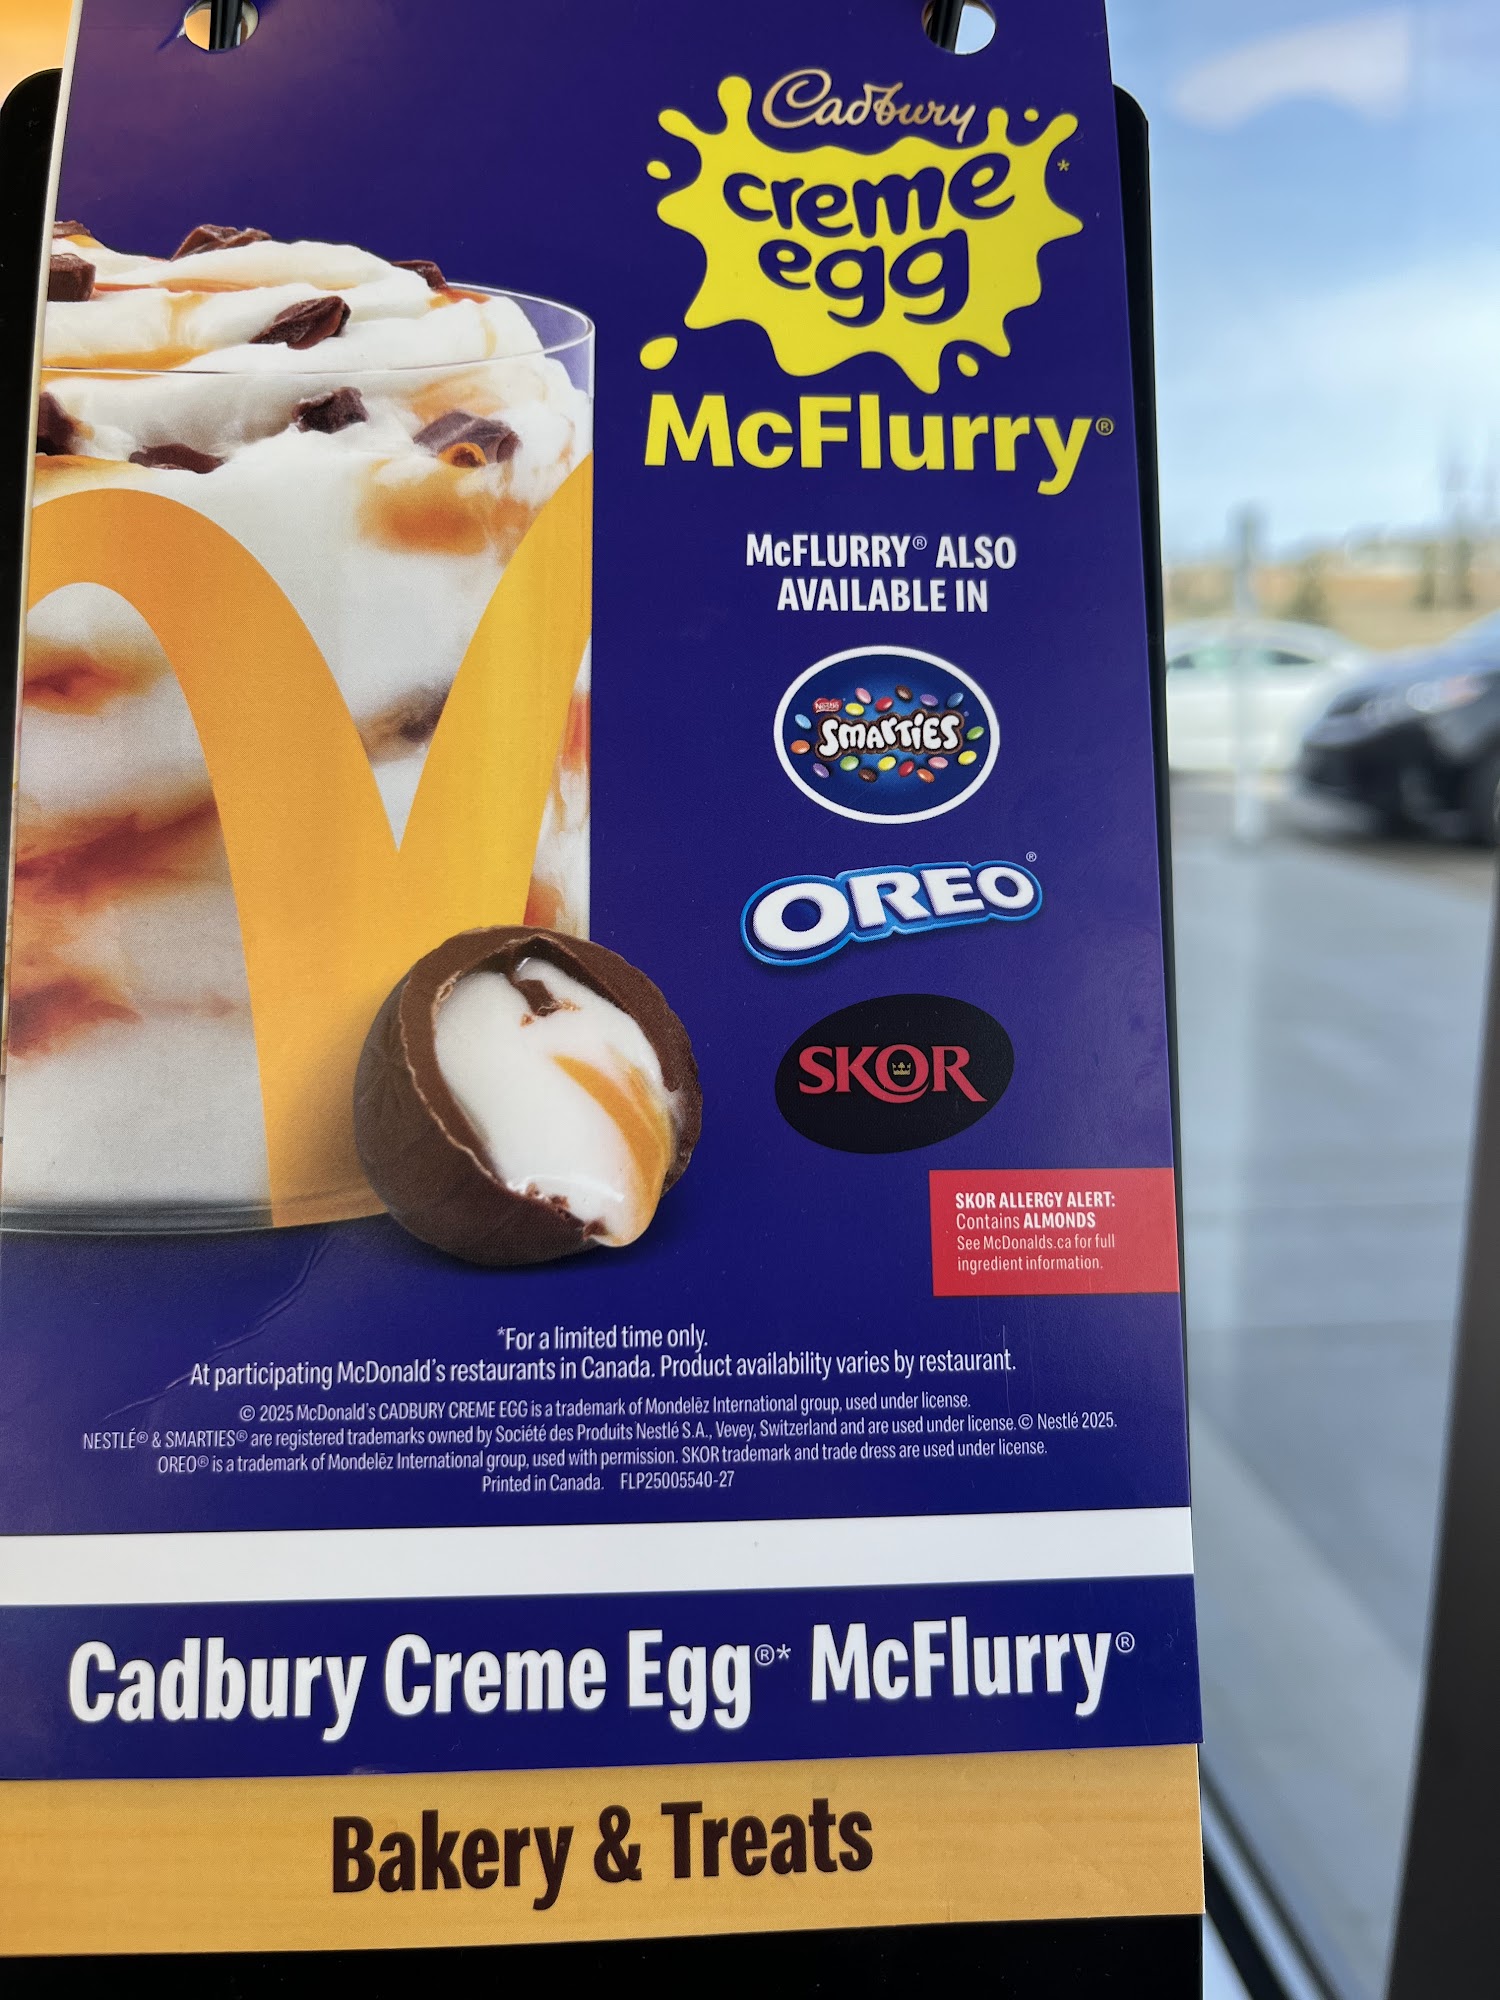 Cadbury
creme
egg*
McFlurry®
McFLURRY® ALSO
AVAILABLE IN
Nestlé
SMARTIES
OREO®
SKOR
SKOR ALLERGY ALERT:
Contains ALMONDS
See McDonalds.ca for full
ingredient information.
*For a limited time only.
At participating McDonald's restaurants in Canada. Product availability varies by restaurant.
© 2025 McDonald's CADBURY CREME EGG is a trademark of Mondelēz International group, used under license.
NESTLÉ® & SMARTIES® are registered trademarks owned by Société des Produits Nestlé S.A., Vevey, Switzerland and are used under license. © Nestlé 2025.
OREO® is a trademark of Mondelēz International group, used with permission. SKOR trademark and trade dress are used under license.
Printed in Canada. FLP25005540-27
Cadbury Creme Egg®* McFlurry®
Bakery & Treats